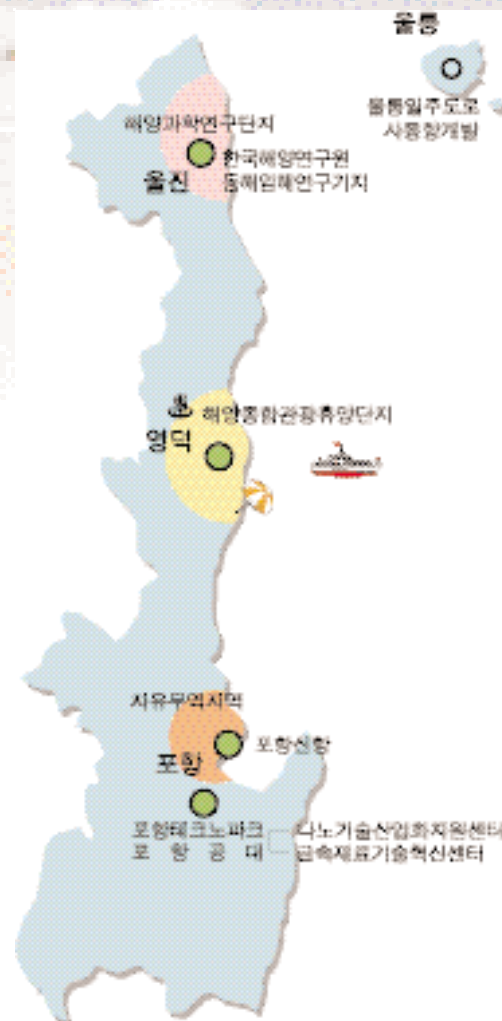 울릉
울릉일주도로
사동항개발
해양과학연구단지
한국해양연구원
울진
동해임해연구기지
해양종합관광휴양단지
영덕
자유무역지역
포항신항
포항
포항테크노파크
나노기술산업화지원센터
포 항 공 대
금속재료기술혁신센터